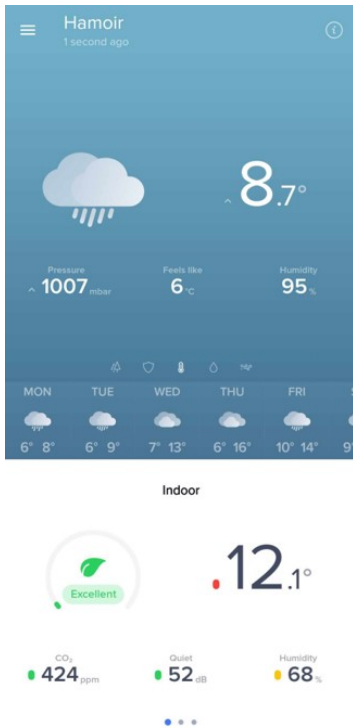 Hamoir
1 second ago
8.7°
Pressure Feels like Humidity
1007 mbar 6 °C 95 %
MON TUE WED THU FRI S
6° 8° 6° 9° 7° 13° 6° 16° 10° 14° 9°
Indoor
Excellent
12.1°
CO₂ Quiet Humidity
424 ppm 52 dB 68 %